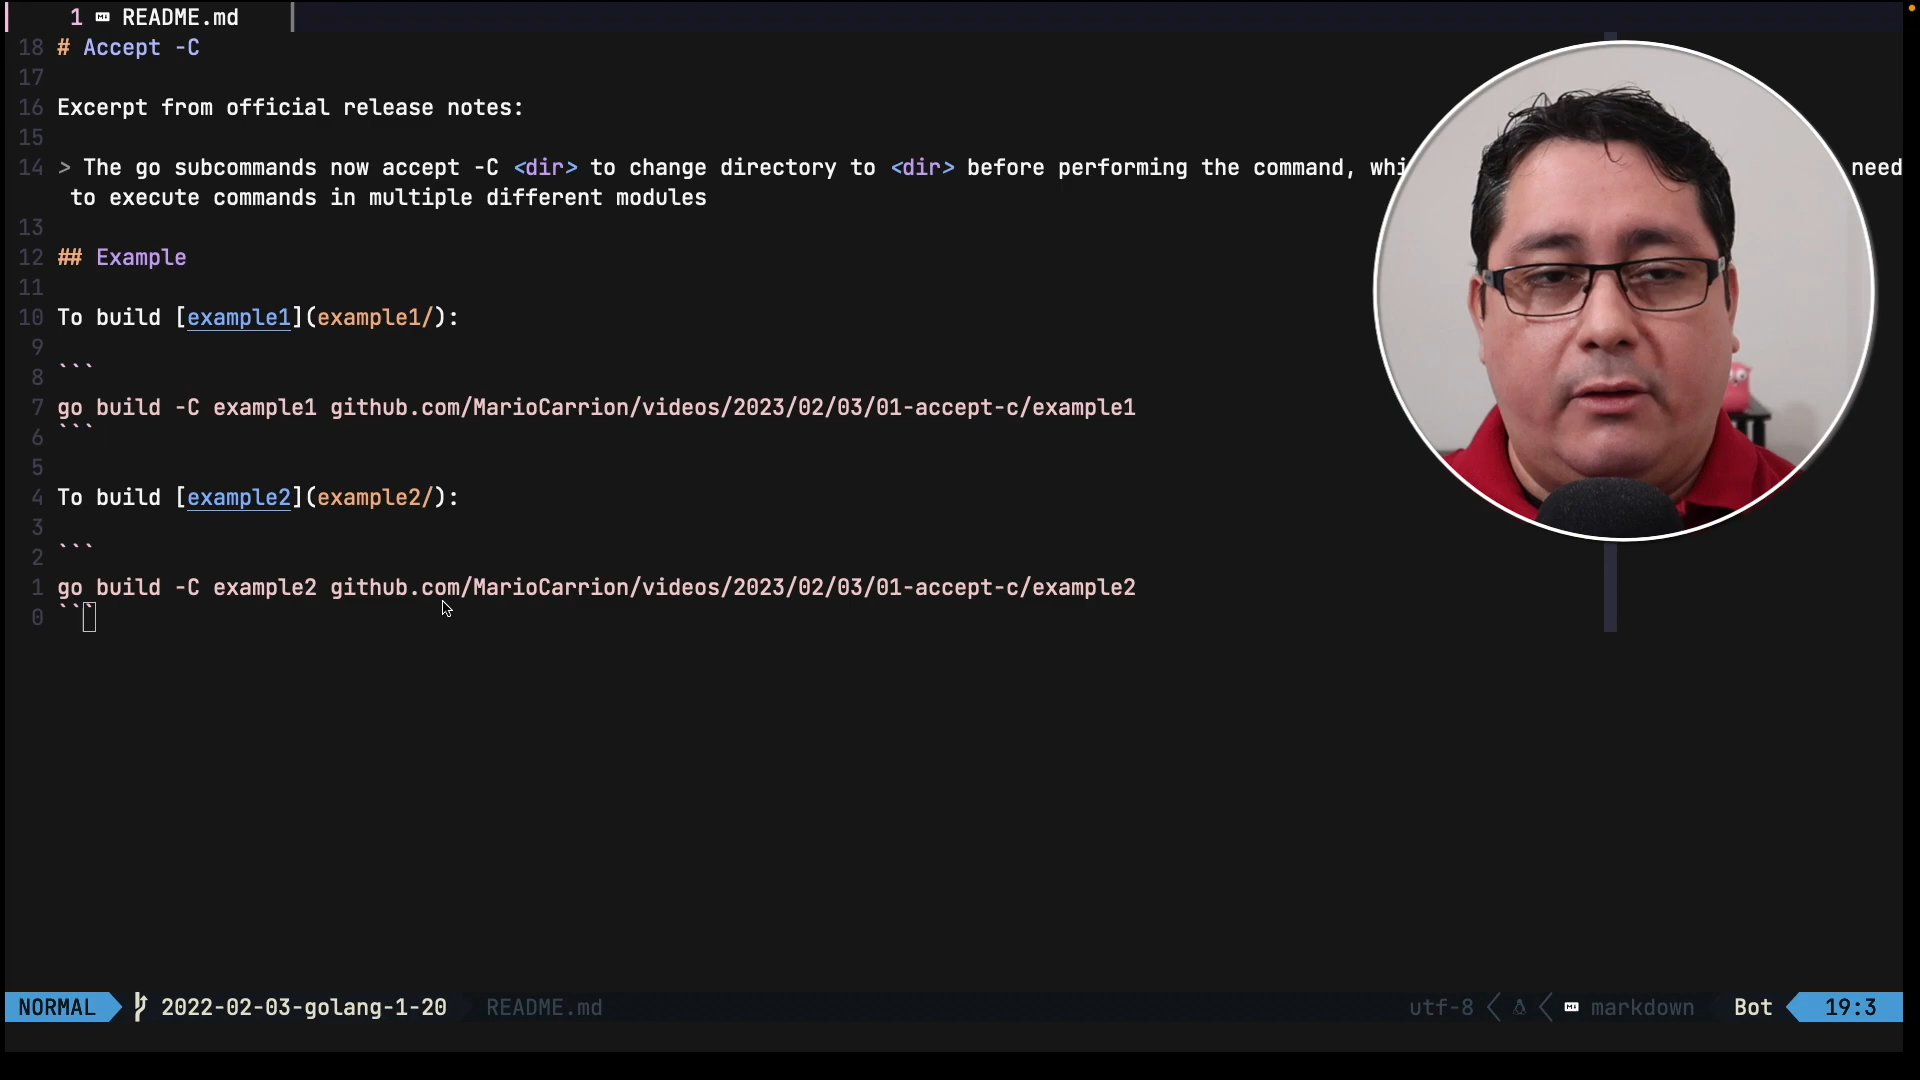 1 README.md
18 # Accept -C
17
16 Excerpt from official release notes:
15
14 > The go subcommands now accept -C <dir> to change directory to <dir> before performing the command, need
to execute commands in multiple different modules
13
12 ## Example
11
10 To build [example1](example1/):
9
8 ```
7 go build -C example1 github.com/MarioCarrion/videos/2023/02/03/01-accept-c/example1
6 ```
5
4 To build [example2](example2/):
3
2 ```
1 go build -C example2 github.com/MarioCarrion/videos/2023/02/03/01-accept-c/example2
0 ```
NORMAL 2022-02-03-golang-1-20 README.md utf-8 markdown Bot 19:3